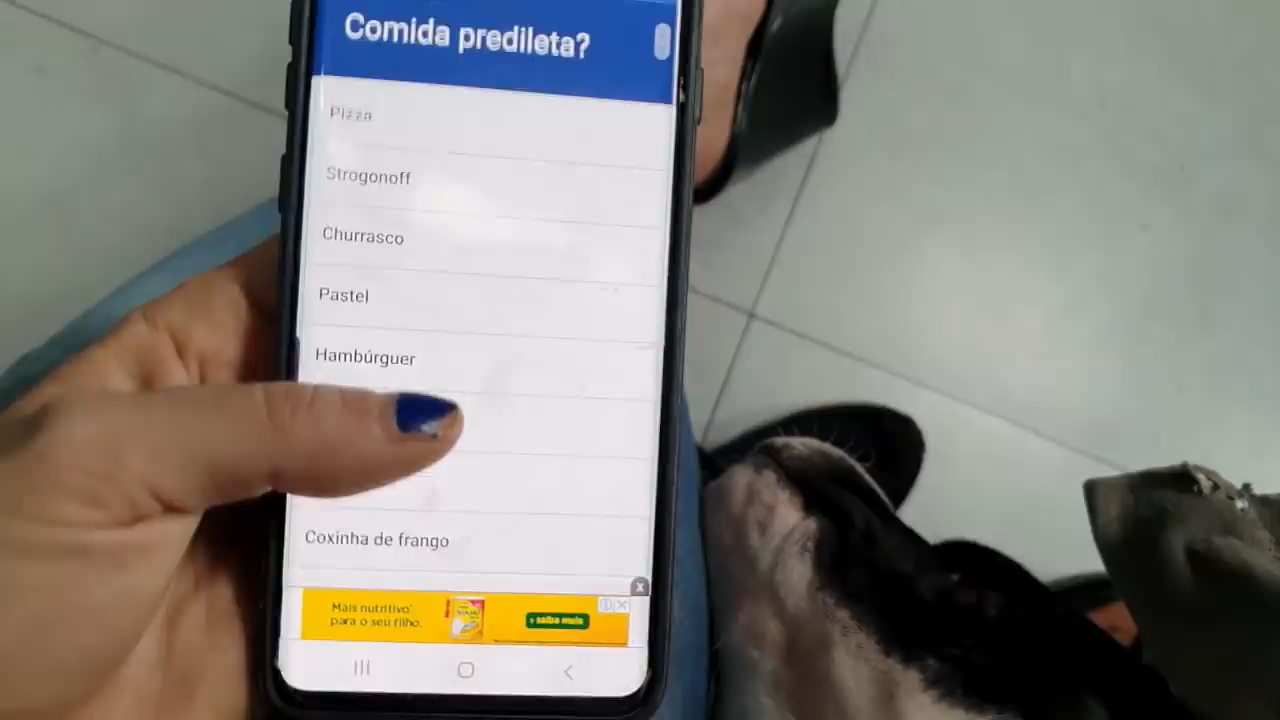 Comida predileta?
Pizza
Strogonoff
Churrasco
Pastel
Hambúrguer
Coxinha de frango
x
Mais nutritivo*
para o seu filho.
› saiba mais